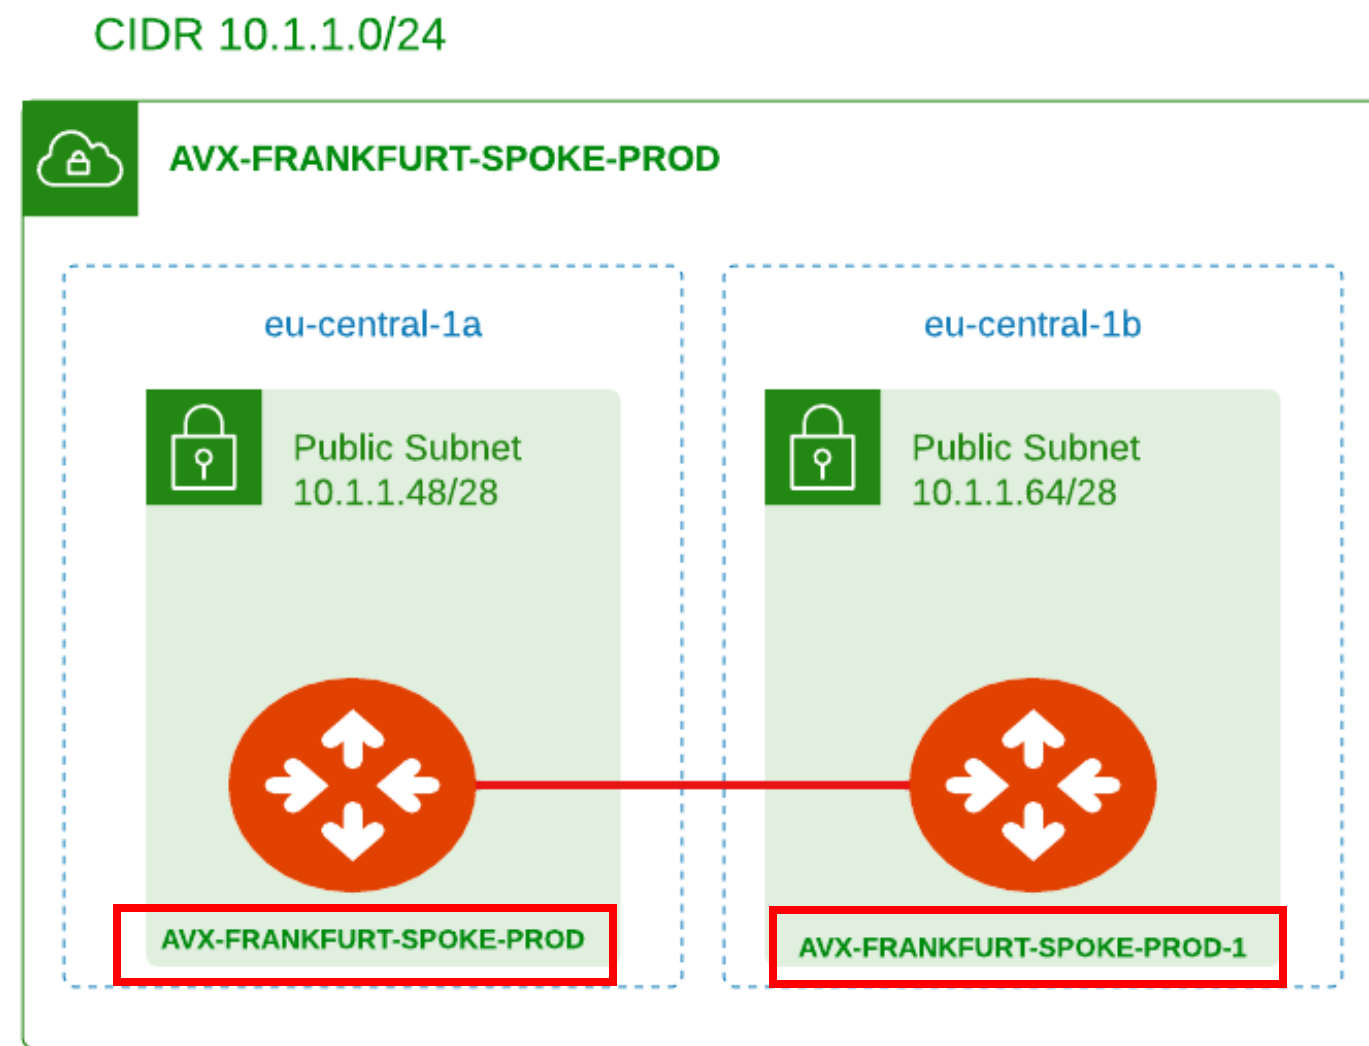 CIDR 10.1.1.0/24
AVX-FRANKFURT-SPOKE-PROD
eu-central-1a
Public Subnet
10.1.1.48/28
AVX-FRANKFURT-SPOKE-PROD
eu-central-1b
Public Subnet
10.1.1.64/28
AVX-FRANKFURT-SPOKE-PROD-1